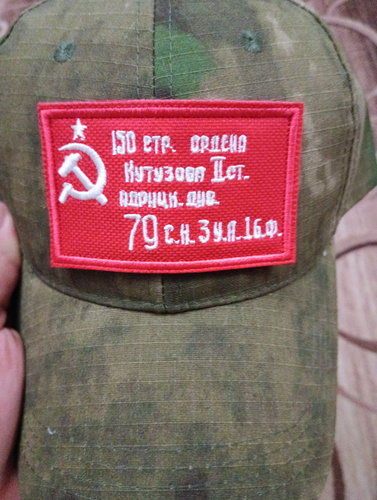 150 стр. ордена
Кутузова II ст.
идрицк. див.
79 С.К. 3 У.А. 1 Б.Ф.